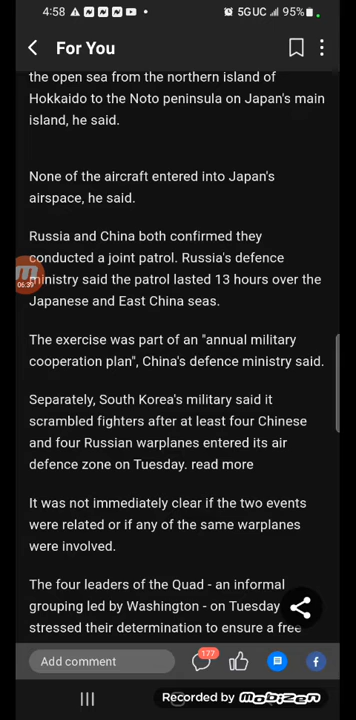 4:58
5G UC 95%
For You
the open sea from the northern island of
Hokkaido to the Noto peninsula on Japan's main
island, he said.
None of the aircraft entered into Japan's
airspace, he said.
Russia and China both confirmed they
conducted a joint patrol. Russia's defence
ministry said the patrol lasted 13 hours over the
06:39
Japanese and East China seas.
The exercise was part of an "annual military
cooperation plan", China's defence ministry said.
Separately, South Korea's military said it
scrambled fighters after at least four Chinese
and four Russian warplanes entered its air
defence zone on Tuesday. read more
It was not immediately clear if the two events
were related or if any of the same warplanes
were involved.
The four leaders of the Quad - an informal
grouping led by Washington - on Tuesday
stressed their determination to ensure a free
Add comment
177
Recorded by mobizen